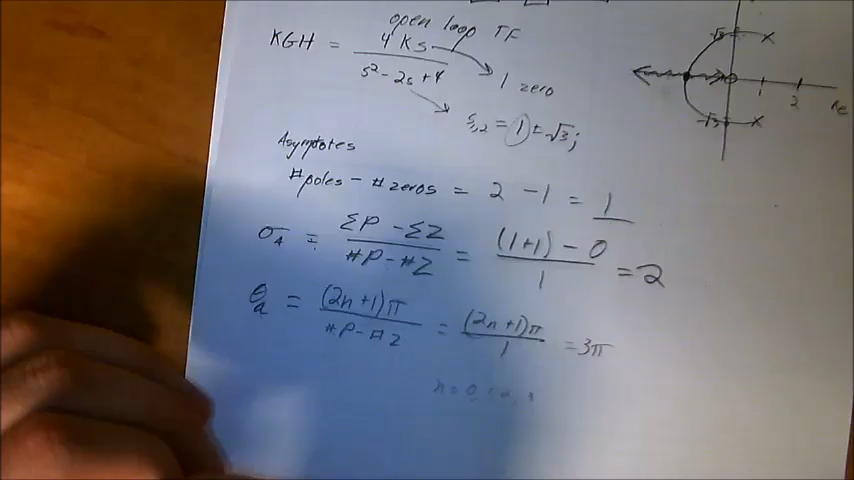 open loop TF
KGH = 4Ks / s² - 2s + 4
1 zero
s1,2 = 1 ± √3 j
Asymptotes
#poles - #zeros = 2 - 1 = 1
σA = ΣP - ΣZ / #P - #Z = (1+1) - 0 / 1 = 2
θa = (2n+1)π / #P - #Z = (2n+1)π / 1 = 3π
n = 0,
√3
1
2
Re
-√3